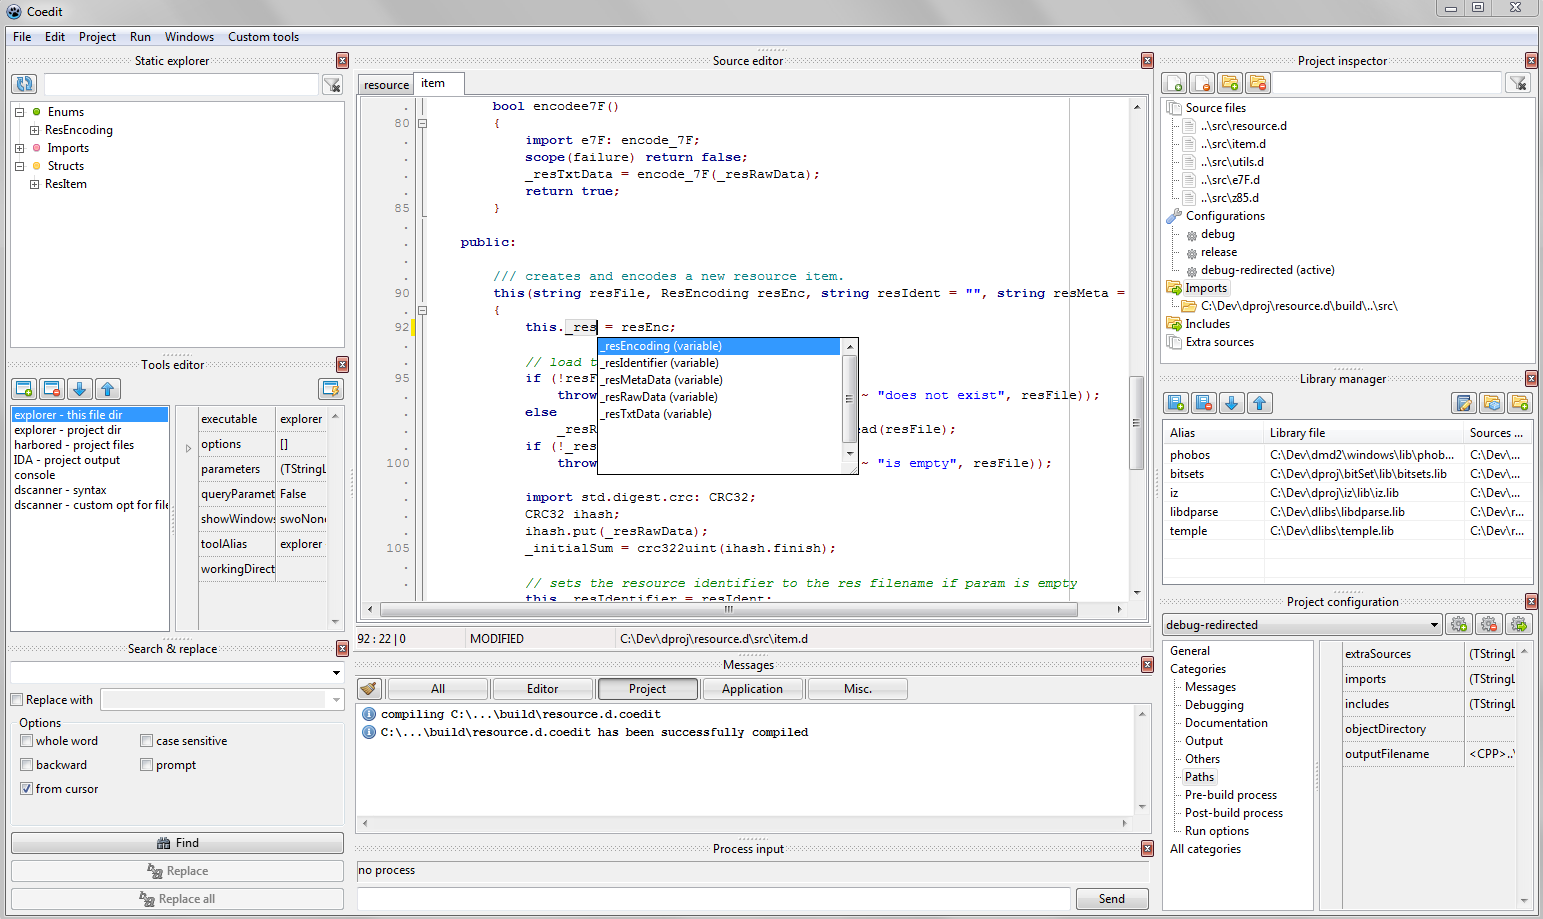 Coedit
File Edit Project Run Windows Custom tools
Static explorer
Enums
ResEncoding
Imports
Structs
ResItem
Tools editor
explorer - this file dir
explorer - project dir
harbored - project files
IDA - project output
console
dscanner - syntax
dscanner - custom opt for file
executable explorer
options []
parameters (TStringL
queryParamet False
showWindows swoNone
toolAlias explorer
workingDirect
Search & replace
Replace with
Options
whole word case sensitive
backward prompt
from cursor
Find
Replace
Replace all
Source editor
resource item
bool encodee7F()
80 {
import e7F: encode_7F;
scope(failure) return false;
_resTxtData = encode_7F(_resRawData);
return true;
85 }
public:
/// creates and encodes a new resource item.
90 this(string resFile, ResEncoding resEnc, string resIdent = "", string resMeta =
{
92 this._res = resEnc;
_resEncoding (variable)
_resIdentifier (variable)
_resMetaData (variable)
_resRawData (variable)
_resTxtData (variable)
// load t
95 if (!resF
throw ~ "does not exist", resFile));
else
_resR ead(resFile);
if (!_res
100 throw ~ "is empty", resFile));
import std.digest.crc: CRC32;
CRC32 ihash;
ihash.put(_resRawData);
105 _initialSum = crc322uint(ihash.finish);
// sets the resource identifier to the res filename if param is empty
this._resIdentifier = resIdent;
92 : 22 | 0 MODIFIED C:\Dev\dproj\resource.d\src\item.d
Messages
All Editor Project Application Misc.
compiling C:\...\build\resource.d.coedit
C:\...\build\resource.d.coedit has been successfully compiled
Process input
no process
Send
Project inspector
Source files
..\src\resource.d
..\src\item.d
..\src\utils.d
..\src\e7F.d
..\src\z85.d
Configurations
debug
release
debug-redirected (active)
Imports
C:\Dev\dproj\resource.d\build\..\src\
Includes
Extra sources
Library manager
Alias Library file Sources ...
phobos C:\Dev\dmd2\windows\lib\phob... C:\Dev\...
bitsets C:\Dev\dproj\bitSet\lib\bitsets.lib C:\Dev\...
iz C:\Dev\dproj\iz\lib\iz.lib C:\Dev\...
libdparse C:\Dev\dlibs\libdparse.lib C:\Dev\r...
temple C:\Dev\dlibs\temple.lib C:\Dev\r...
Project configuration
debug-redirected
General
Categories
Messages
Debugging
Documentation
Output
Others
Paths
Pre-build process
Post-build process
Run options
All categories
extraSources (TStringL
imports (TStringL
includes (TStringL
objectDirectory
outputFilename <CPP>..\